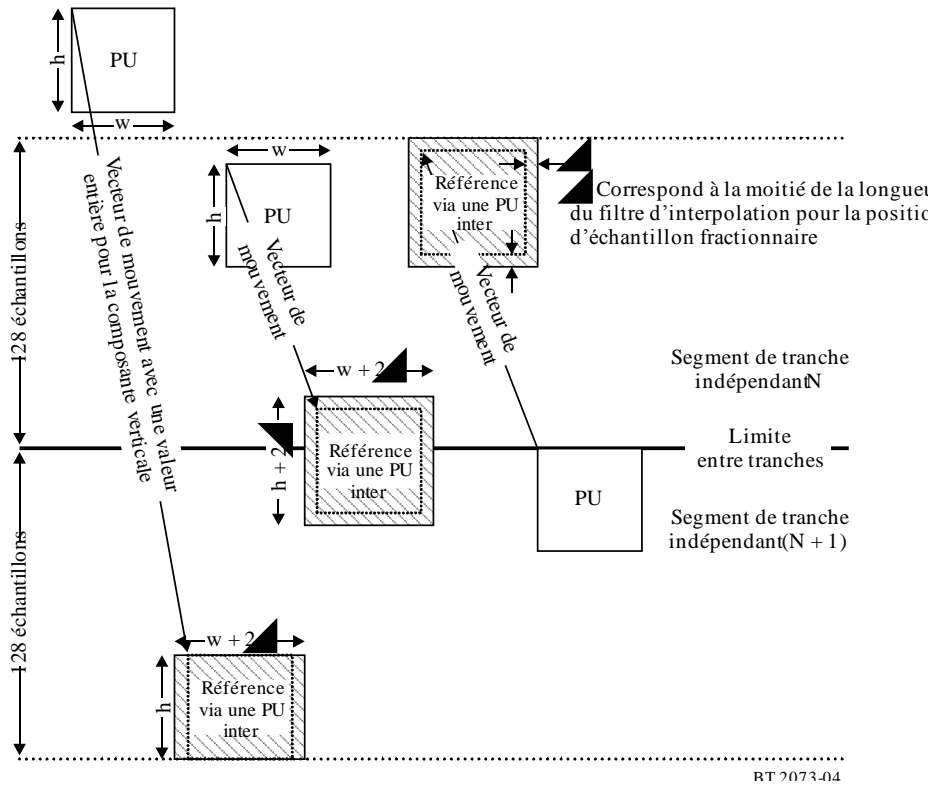 h
PU
w
128 échantillons
Vecteur de mouvement avec une valeur
entière pour la composante verticale
w
h
PU
Vecteur de
mouvement
Référence
via une PU
inter
Correspond à la moitié de la longueu
du filtre d'interpolation pour la positio
d'échantillon fractionnaire
Vecteur de
mouvement
w + 2
h + 2
Référence
via une PU
inter
Segment de tranche
indépendantN
Limite
entre tranches
PU
Segment de tranche
indépendant(N + 1)
128 échantillons
w + 2
h
Référence
via une PU
inter
BT.2073-04